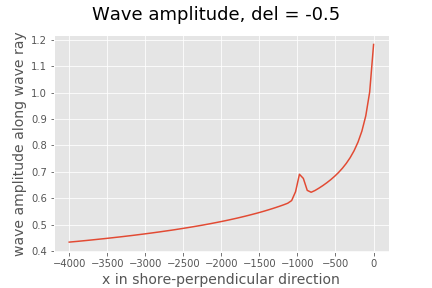 Wave amplitude, del = -0.5
wave amplitude along wave ray
1.2
1.1
1.0
0.9
0.8
0.7
0.6
0.5
0.4
−4000 −3500 −3000 −2500 −2000 −1500 −1000 −500 0
x in shore-perpendicular direction